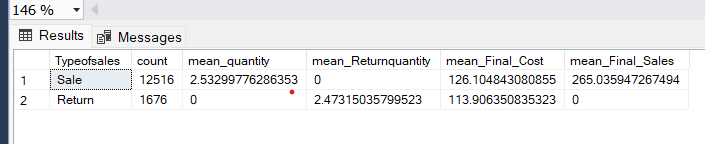 146 %
Results Messages
Typeofsales count mean_quantity mean_Returnquantity mean_Final_Cost mean_Final_Sales
1 Sale 12516 2.53299776286353 0 126.104843080855 265.035947267494
2 Return 1676 0 2.47315035799523 113.906350835323 0